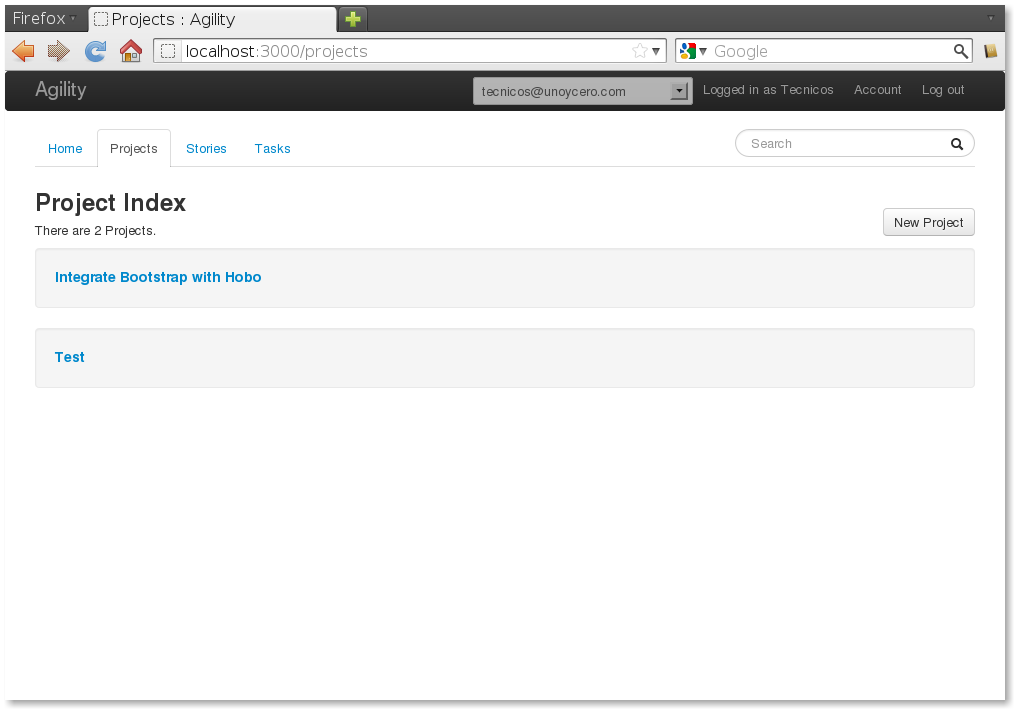 Firefox
Projects : Agility
localhost:3000/projects
Google
Agility
tecnicos@unoycero.com
Logged in as Tecnicos
Account
Log out
Home
Projects
Stories
Tasks
Search
Project Index
There are 2 Projects.
New Project
Integrate Bootstrap with Hobo
Test